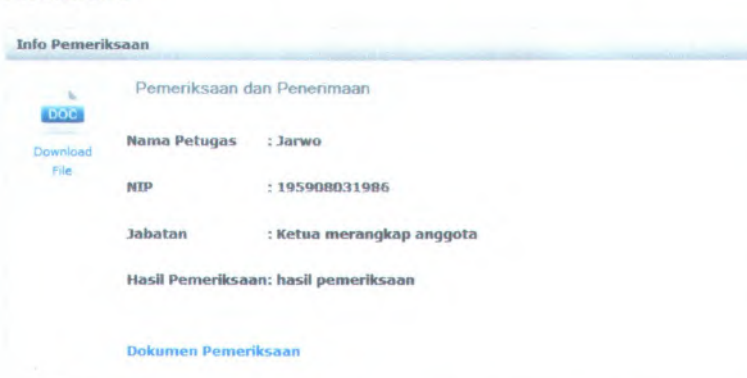 Info Pemeriksaan
Pemeriksaan dan Penerimaan
DOC
Download
File
Nama Petugas : Jarwo
NIP : 195908031986
Jabatan : Ketua merangkap anggota
Hasil Pemeriksaan: hasil pemeriksaan
Dokumen Pemeriksaan